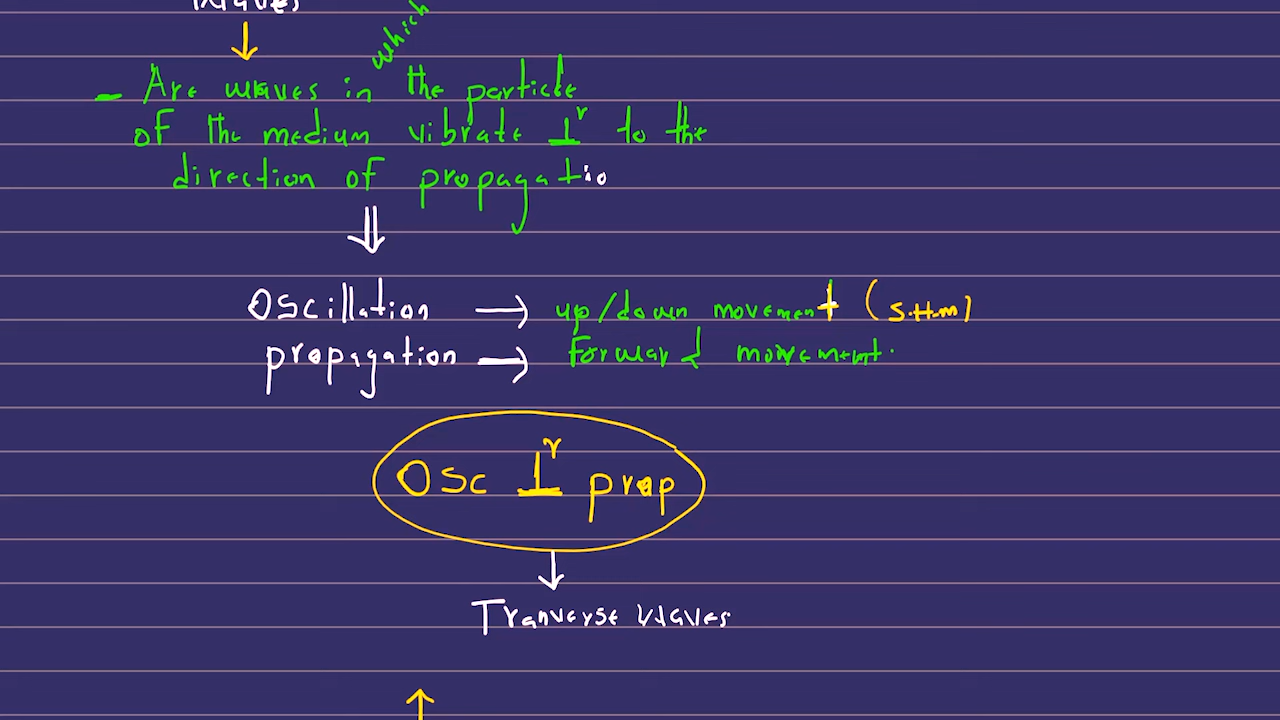 waves
which
- Are waves in the particle
of the medium vibrate ⊥r to the
direction of propagatio
Oscillation → up/down movement (S.H.m)
propagation → forward movement.
Osc ⊥r prop
Tranverse waves